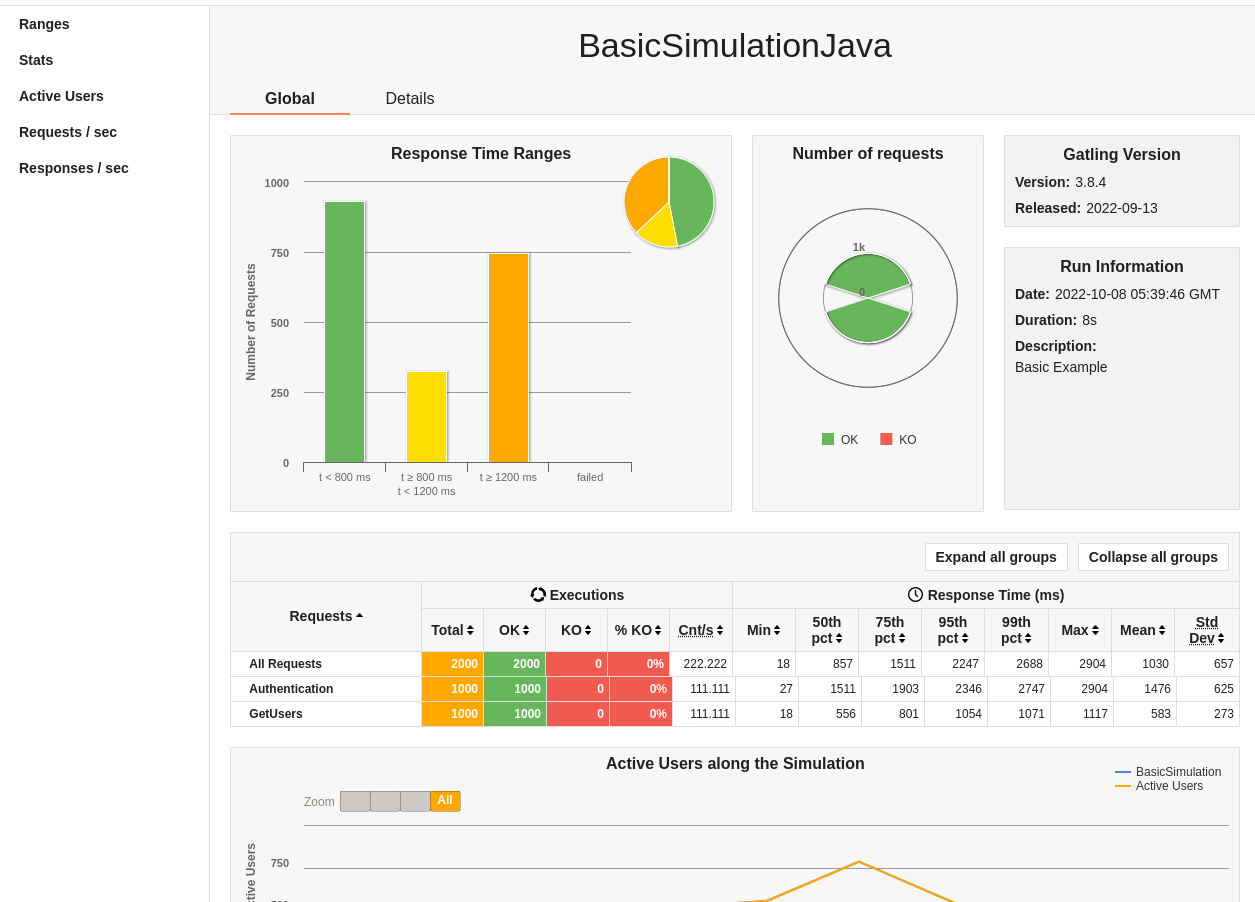 Ranges
Stats
Active Users
Requests / sec
Responses / sec
BasicSimulationJava
Global Details
Response Time Ranges
1000
750
500
250
0
Number of Requests
t < 800 ms
t ≥ 800 ms
t < 1200 ms
t ≥ 1200 ms
failed
Number of requests
1k
0
OK KO
Gatling Version
Version: 3.8.4
Released: 2022-09-13
Run Information
Date: 2022-10-08 05:39:46 GMT
Duration: 8s
Description:
Basic Example
Expand all groups Collapse all groups
Requests Executions Response Time (ms)
Total OK KO % KO Cnt/s Min 50th pct 75th pct 95th pct 99th pct Max Mean Std Dev
All Requests 2000 2000 0 0% 222.222 18 857 1511 2247 2688 2904 1030 657
Authentication 1000 1000 0 0% 111.111 27 1511 1903 2346 2747 2904 1476 625
GetUsers 1000 1000 0 0% 111.111 18 556 801 1054 1071 1117 583 273
Active Users along the Simulation
BasicSimulation
Active Users
Zoom All
750